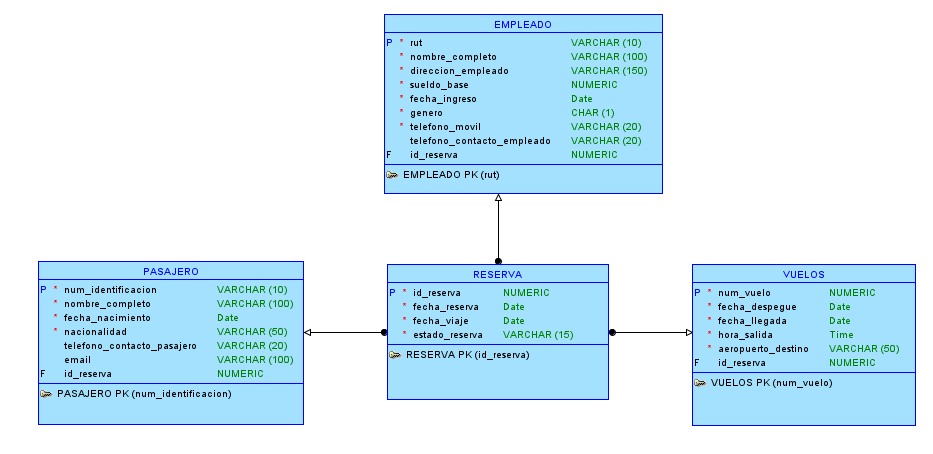 EMPLEADO
P * rut VARCHAR (10)
* nombre_completo VARCHAR (100)
* direccion_empleado VARCHAR (150)
* sueldo_base NUMERIC
* fecha_ingreso Date
* genero CHAR (1)
* telefono_movil VARCHAR (20)
telefono_contacto_empleado VARCHAR (20)
F id_reserva NUMERIC
EMPLEADO PK (rut)
PASAJERO
P * num_identificacion VARCHAR (10)
* nombre_completo VARCHAR (100)
* fecha_nacimiento Date
* nacionalidad VARCHAR (50)
telefono_contacto_pasajero VARCHAR (20)
email VARCHAR (100)
F id_reserva NUMERIC
PASAJERO PK (num_identificacion)
RESERVA
P * id_reserva NUMERIC
* fecha_reserva Date
* fecha_viaje Date
* estado_reserva VARCHAR (15)
RESERVA PK (id_reserva)
VUELOS
P * num_vuelo NUMERIC
* fecha_despegue Date
* fecha_llegada Date
* hora_salida Time
* aeropuerto_destino VARCHAR (50)
F id_reserva NUMERIC
VUELOS PK (num_vuelo)